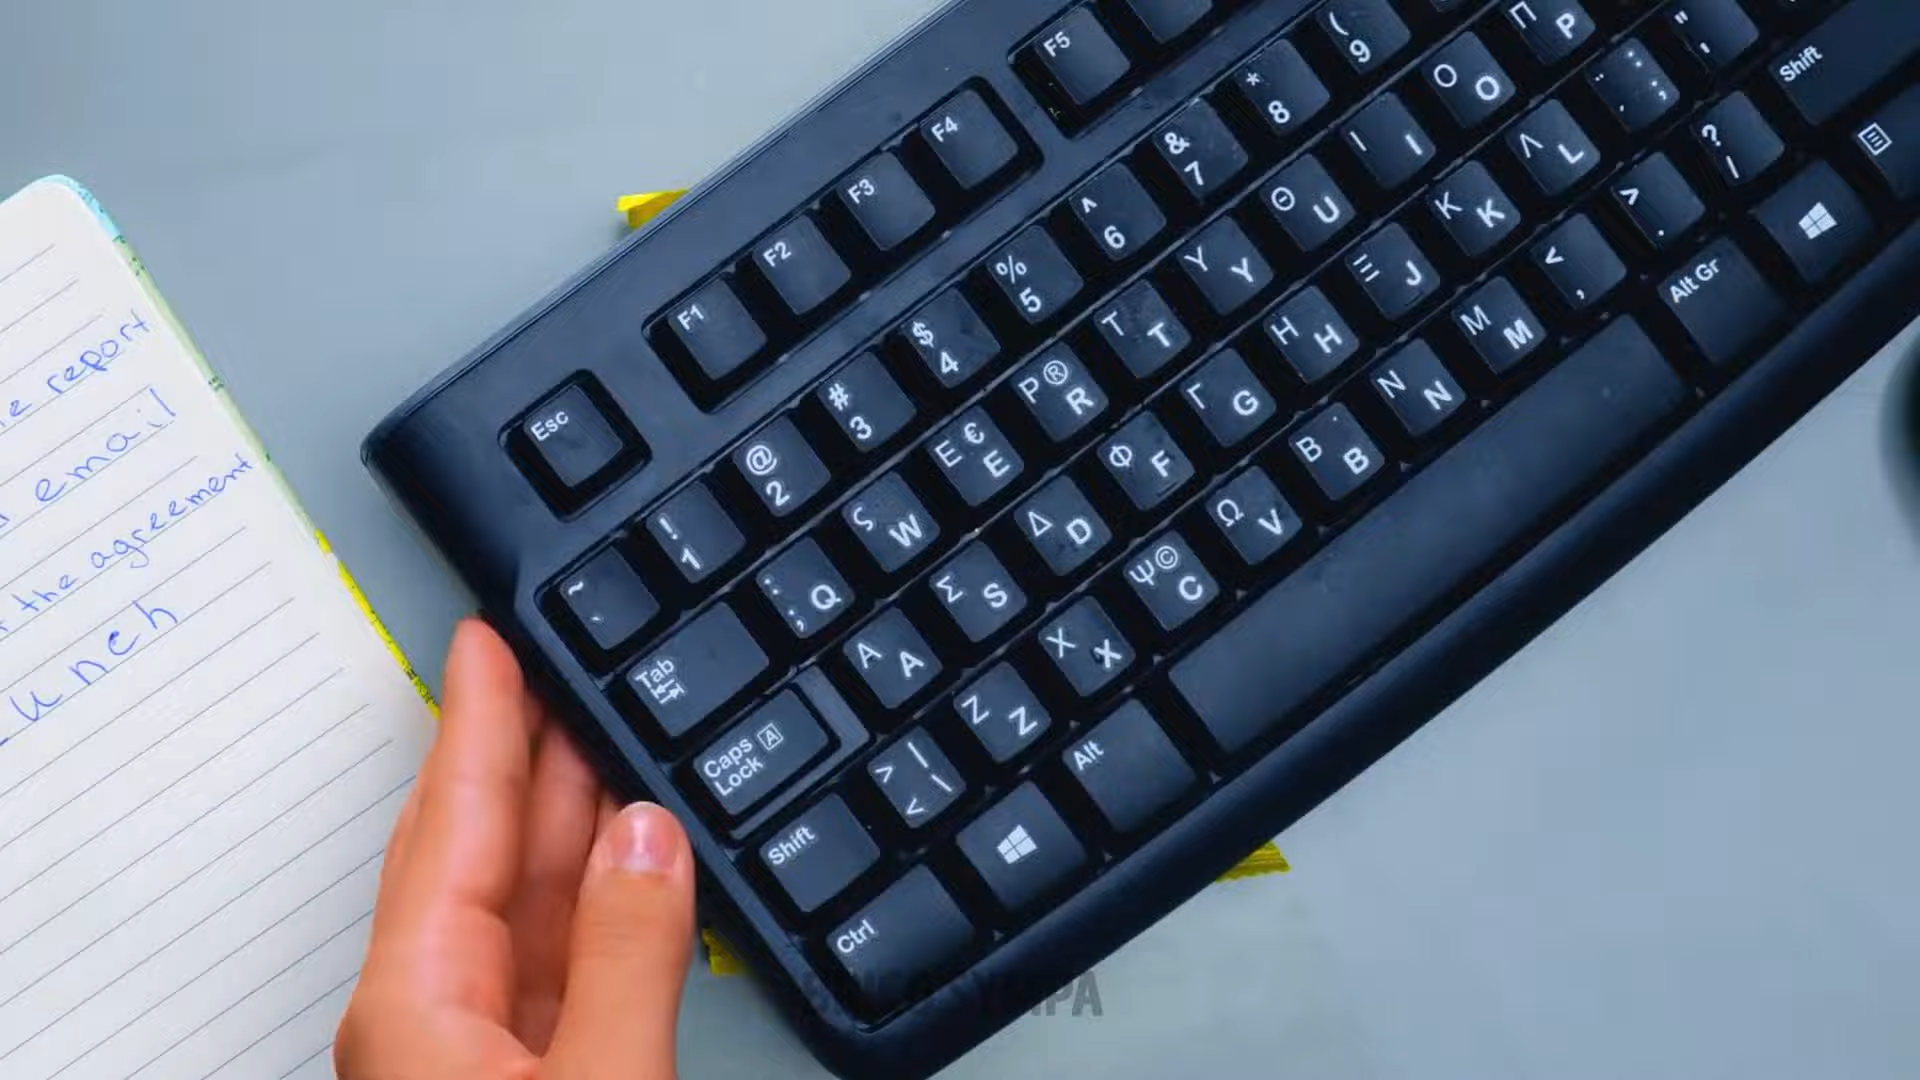 report
email
the agreement
unch
Esc
F1
F2
F3
F4
F5
~ `
! 1
@ 2
# 3
$ 4
% 5
^ 6
& 7
* 8
( 9
Tab
: ; Q
ς W
Ε € E
Ρ ® R
Τ T
Υ Y
Θ U
Ι I
Ο O
Π P
Caps Lock A
Α A
Σ S
Δ D
Φ F
Γ G
Η H
Ξ J
Κ K
Λ L
¨ : ΄ ;
" '
Shift
> | < \
Ζ Z
Χ X
Ψ © C
Ω V
Β B
Ν N
Μ M
< ,
> .
? /
Shift
Ctrl
Alt
Alt Gr